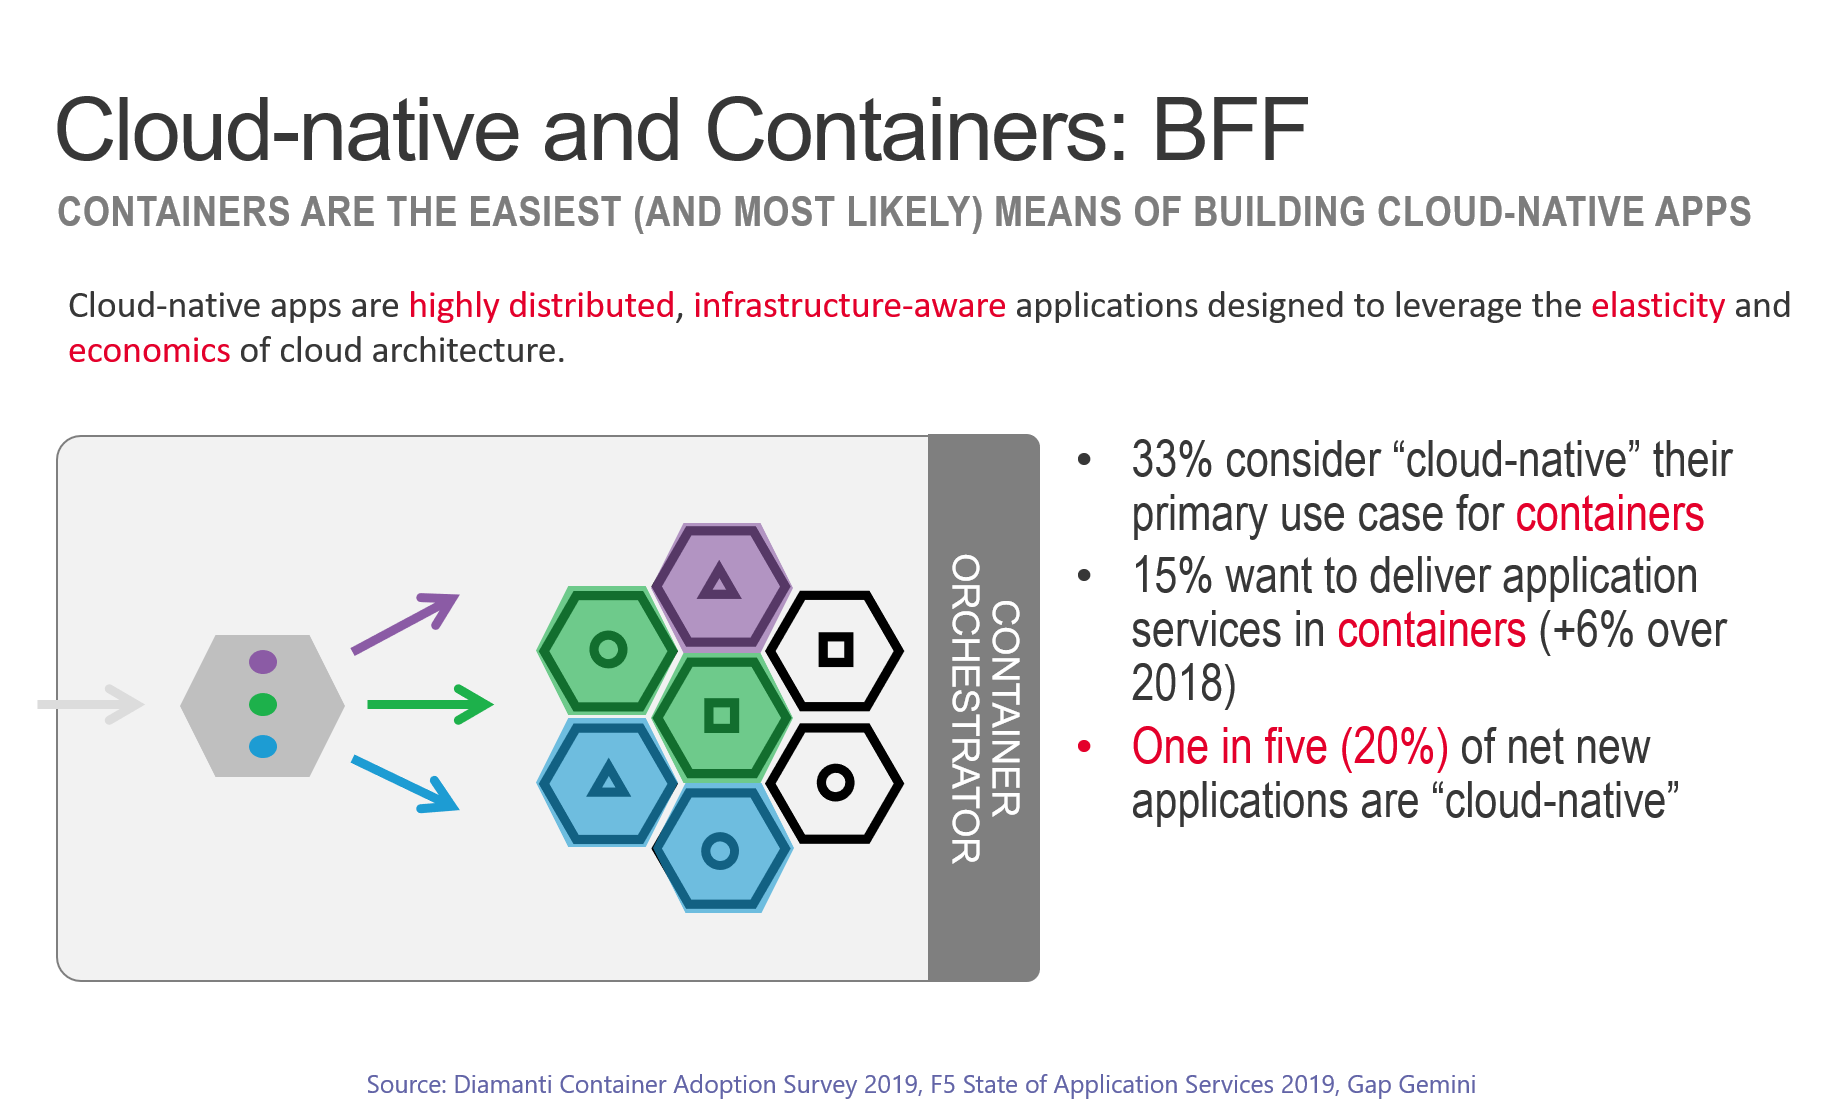 Cloud-native and Containers: BFF
CONTAINERS ARE THE EASIEST (AND MOST LIKELY) MEANS OF BUILDING CLOUD-NATIVE APPS
Cloud-native apps are highly distributed, infrastructure-aware applications designed to leverage the elasticity and
economics of cloud architecture.
CONTAINER
ORCHESTRATOR
• 33% consider “cloud-native” their
primary use case for containers
• 15% want to deliver application
services in containers (+6% over
2018)
• One in five (20%) of net new
applications are “cloud-native”
Source: Diamanti Container Adoption Survey 2019, F5 State of Application Services 2019, Gap Gemini